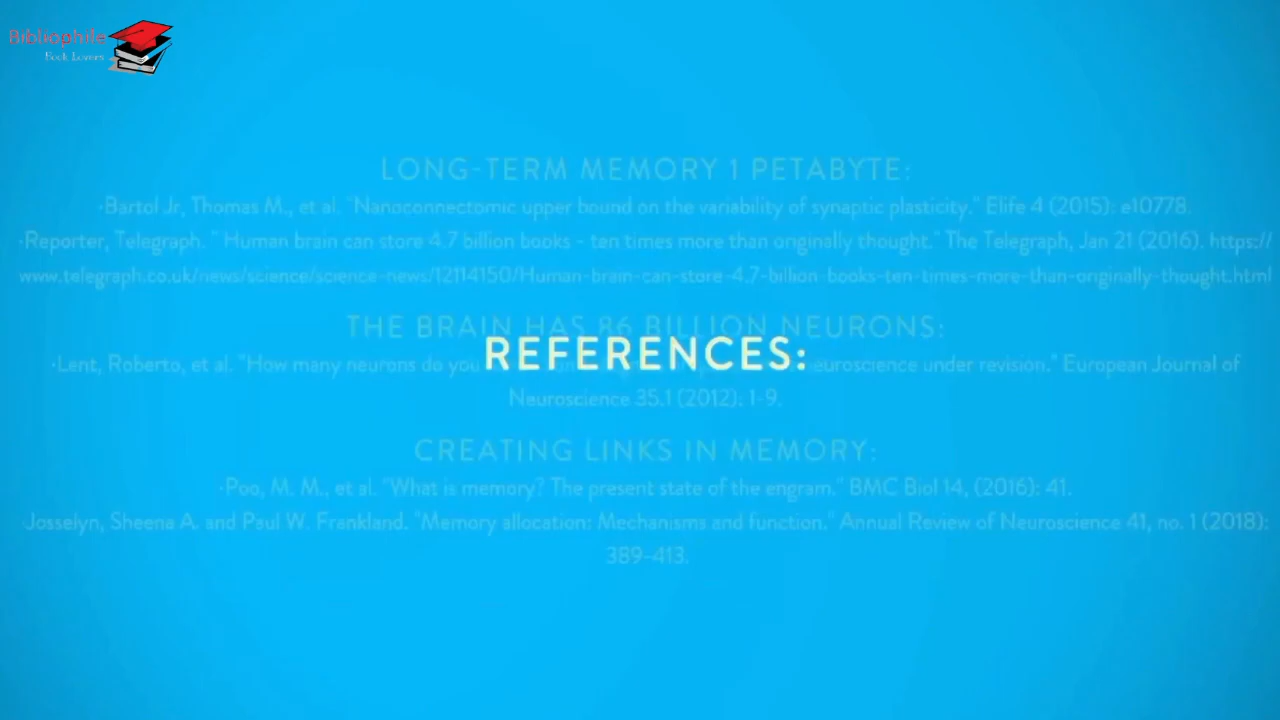 Bibliophile
Book Lovers
LONG-TERM MEMORY 1 PETABYTE:
•Bartol Jr, Thomas M., et al. "Nanoconnectomic upper bound on the variability of synaptic plasticity." Elife 4 (2015): e10778.
•Reporter, Telegraph. " Human brain can store 4.7 billion books - ten times more than originally thought." The Telegraph, Jan 21 (2016). https://
www.telegraph.co.uk/news/science/science-news/12114150/Human-brain-can-store-4.7-billion-books-ten-times-more-than-originally-thought.html
THE BRAIN HAS 86 BILLION NEURONS:
REFERENCES:
•Lent, Roberto, et al. "How many neurons do you euroscience under revision." European Journal of
Neuroscience 35.1 (2012): 1-9.
CREATING LINKS IN MEMORY:
•Poo, M. M., et al. "What is memory? The present state of the engram." BMC Biol 14, (2016): 41.
Josselyn, Sheena A. and Paul W. Frankland. "Memory allocation: Mechanisms and function." Annual Review of Neuroscience 41, no. 1 (2018):
389-413.